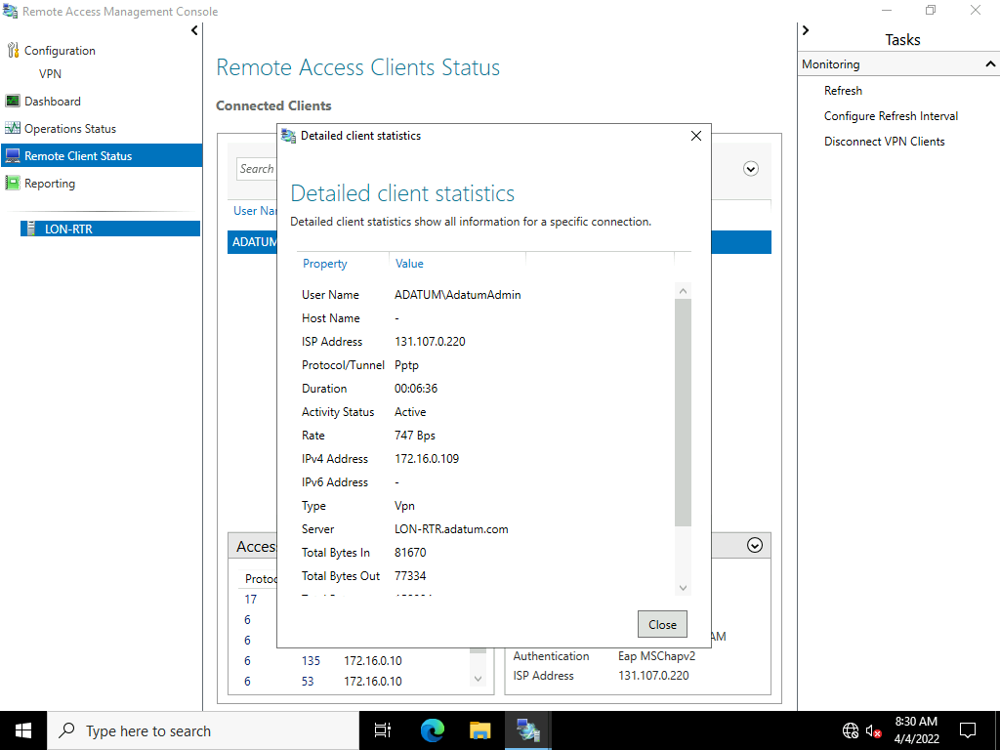 Remote Access Management Console
Configuration
VPN
Dashboard
Operations Status
Remote Client Status
Reporting
LON-RTR
Remote Access Clients Status
Connected Clients
Search
User Nam
ADATUM
Detailed client statistics
Detailed client statistics
Detailed client statistics show all information for a specific connection.
Property Value
User Name ADATUM\AdatumAdmin
Host Name -
ISP Address 131.107.0.220
Protocol/Tunnel Pptp
Duration 00:06:36
Activity Status Active
Rate 747 Bps
IPv4 Address 172.16.0.109
IPv6 Address -
Type Vpn
Server LON-RTR.adatum.com
Total Bytes In 81670
Total Bytes Out 77334
Close
Access
Protoc
17
6
6
6 135 172.16.0.10
6 53 172.16.0.10
AM
Authentication Eap MSChapv2
ISP Address 131.107.0.220
Tasks
Monitoring
Refresh
Configure Refresh Interval
Disconnect VPN Clients
Type here to search
8:30 AM
4/4/2022